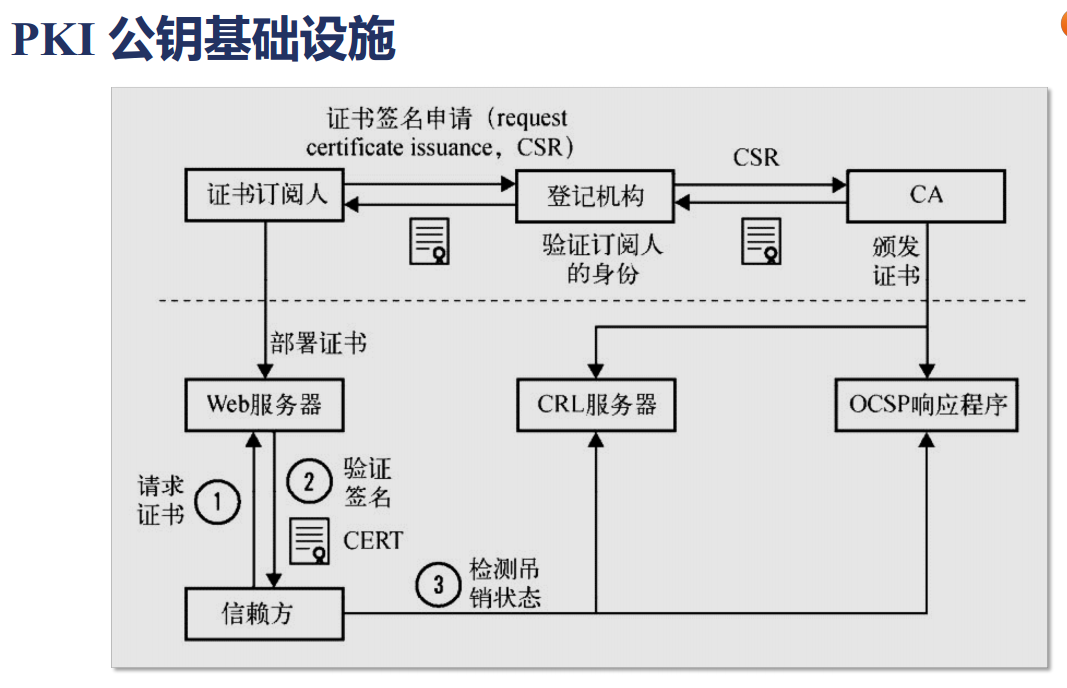 PKI 公钥基础设施
证书签名申请（request
certificate issuance，CSR）
CSR
证书订阅人
登记机构
CA
验证订阅人
的身份
颁发
证书
部署证书
Web服务器
CRL服务器
OCSP响应程序
请求
证书
1
2
验证
签名
CERT
3
检测吊
销状态
信赖方